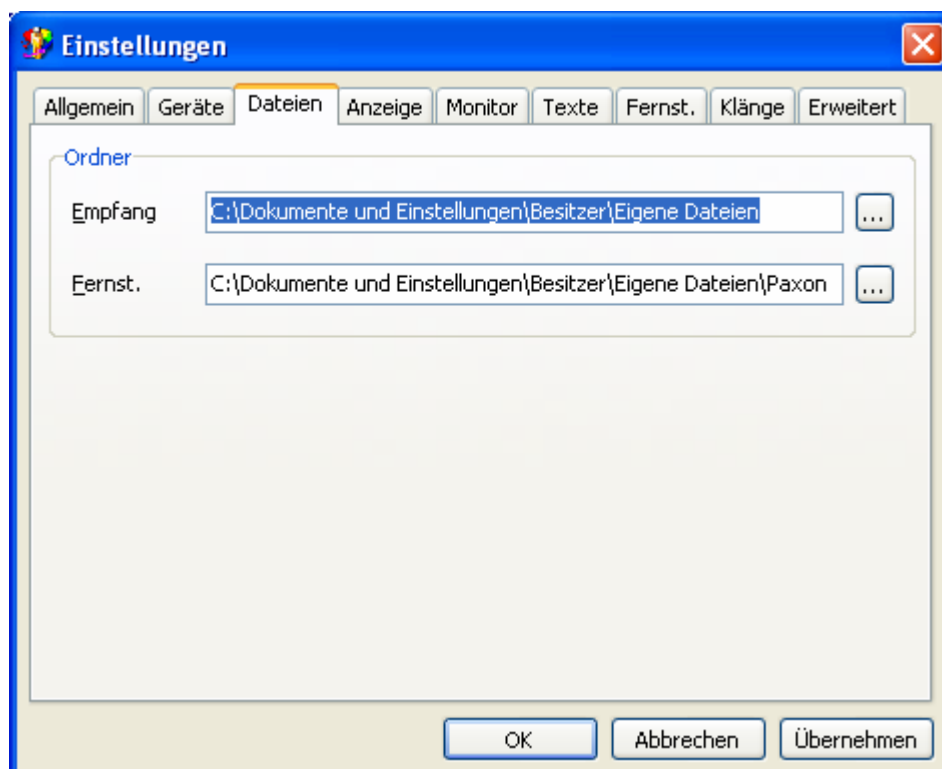 Einstellungen
Allgemein Geräte Dateien Anzeige Monitor Texte Fernst. Klänge Erweitert
Ordner
Empfang C:\Dokumente und Einstellungen\Besitzer\Eigene Dateien ...
Fernst. C:\Dokumente und Einstellungen\Besitzer\Eigene Dateien\Paxon ...
OK Abbrechen Übernehmen